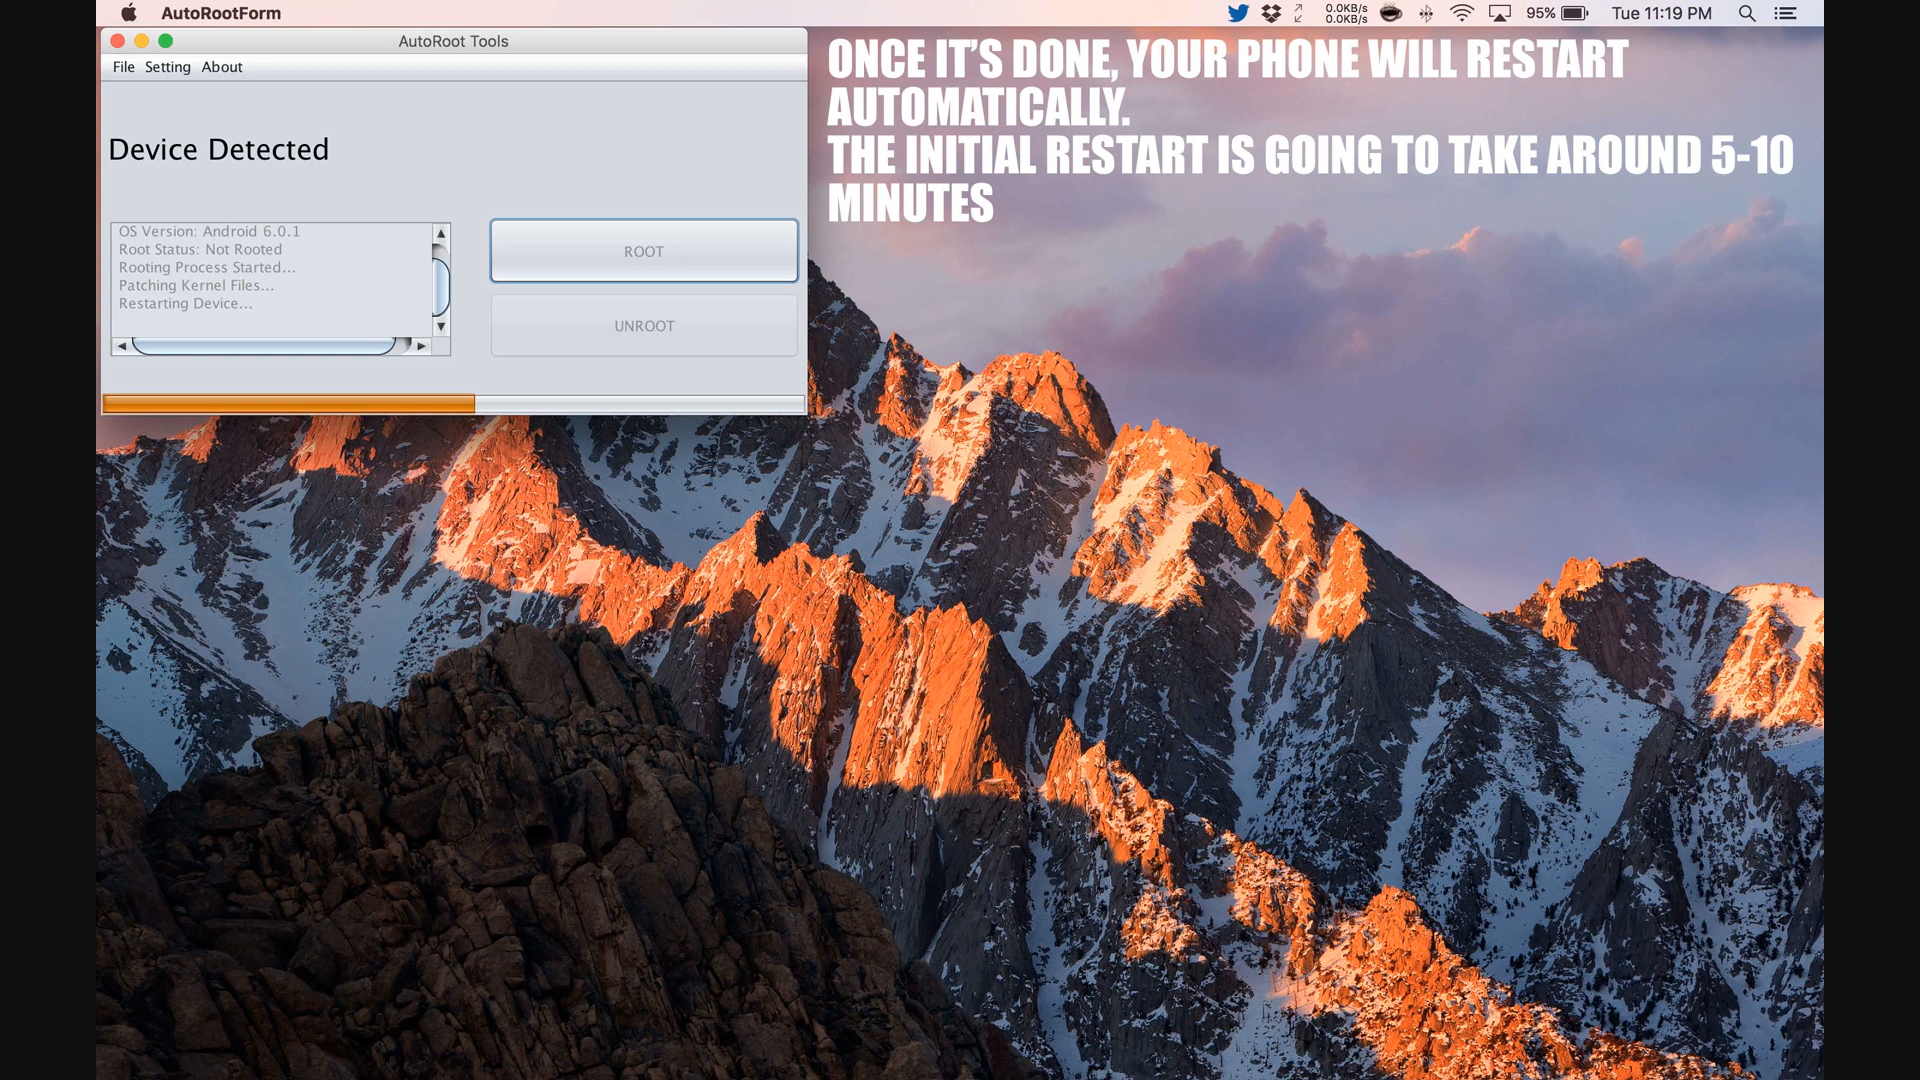 AutoRootForm
0.0KB/s
0.0KB/s
95%
Tue 11:19 PM
AutoRoot Tools
File Setting About
Device Detected
OS Version: Android 6.0.1
Root Status: Not Rooted
Rooting Process Started...
Patching Kernel Files...
Restarting Device...
ROOT
UNROOT
ONCE IT’S DONE, YOUR PHONE WILL RESTART
AUTOMATICALLY.
THE INITIAL RESTART IS GOING TO TAKE AROUND 5-10
MINUTES